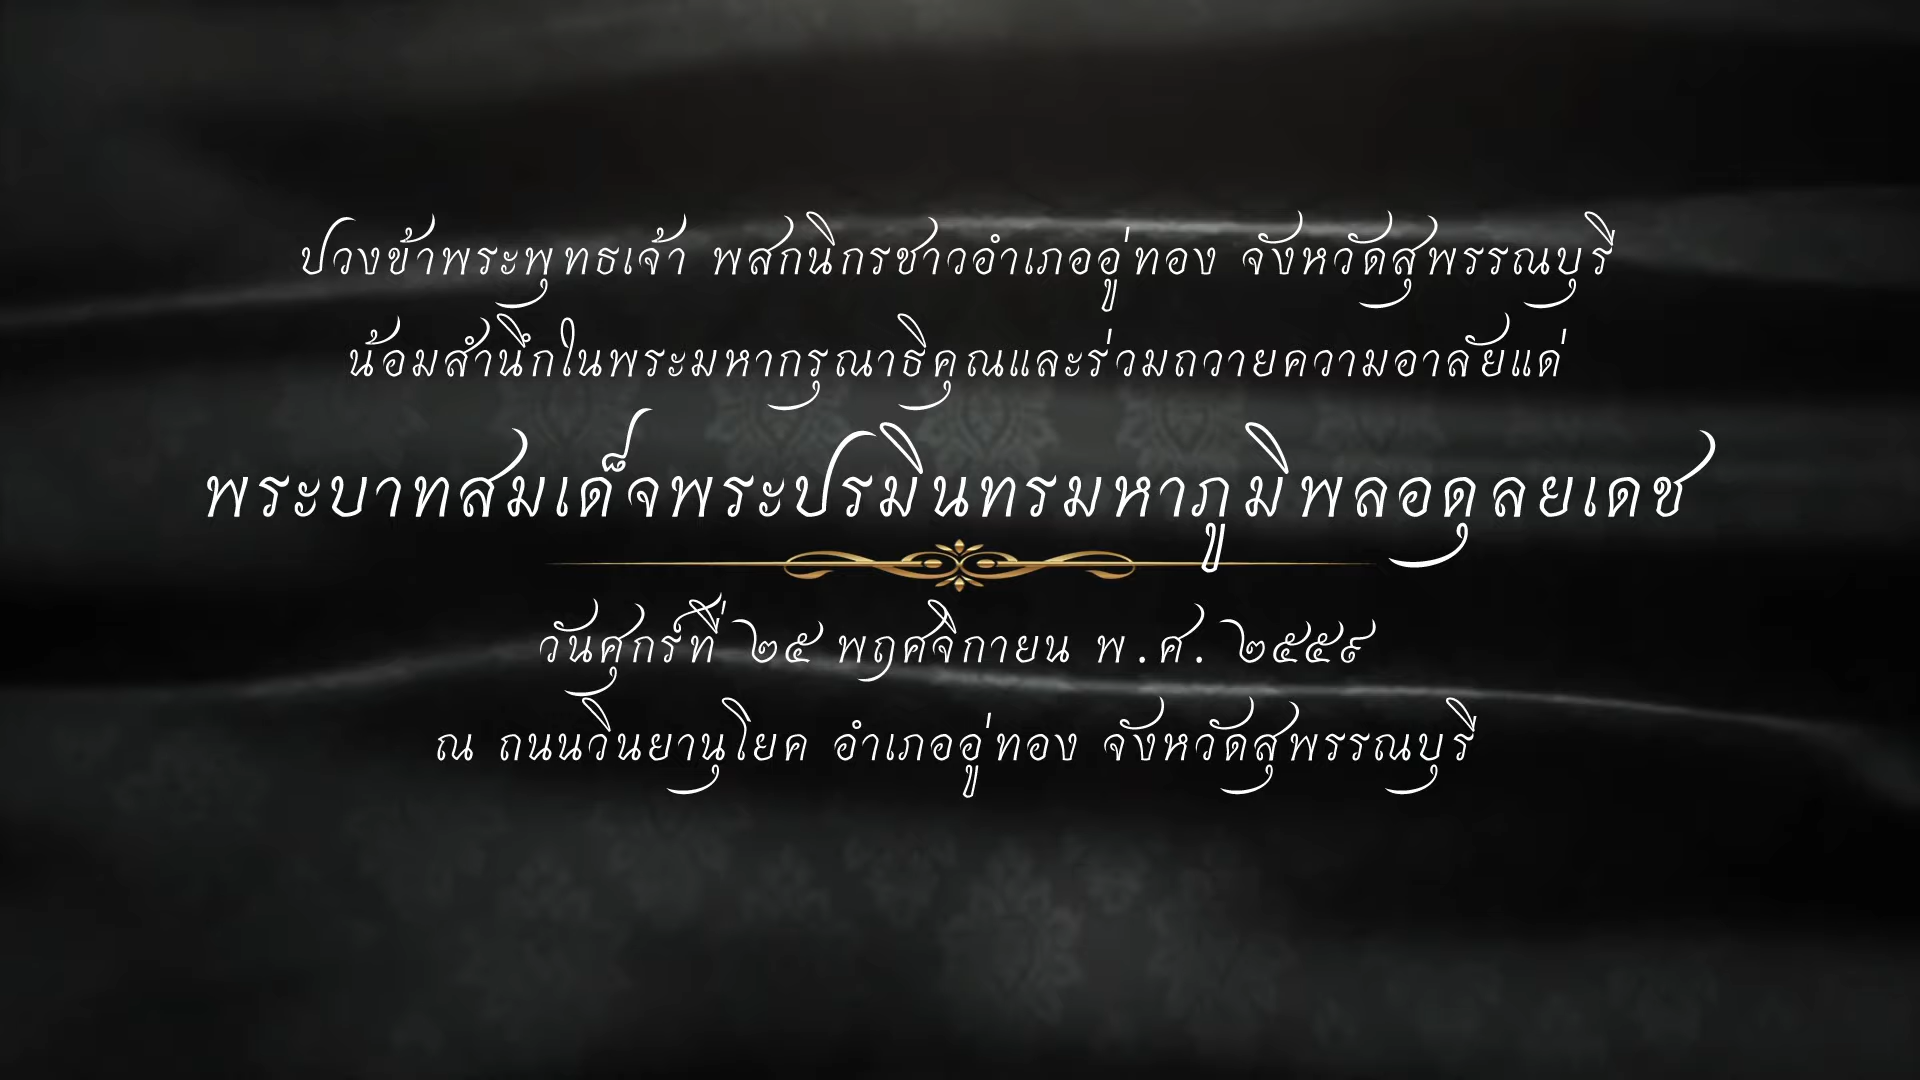 ปวงข้าพระพุทธเจ้า พสกนิกรชาวอำเภออู่ทอง จังหวัดสุพรรณบุรี
น้อมสำนึกในพระมหากรุณาธิคุณและร่วมถวายความอาลัยแด่
พระบาทสมเด็จพระปรมินทรมหาภูมิพลอดุลยเดช
วันศุกร์ที่ ๒๕ พฤศจิกายน พ.ศ. ๒๕๕๙
ณ ถนนวินยานุโยค อำเภออู่ทอง จังหวัดสุพรรณบุรี